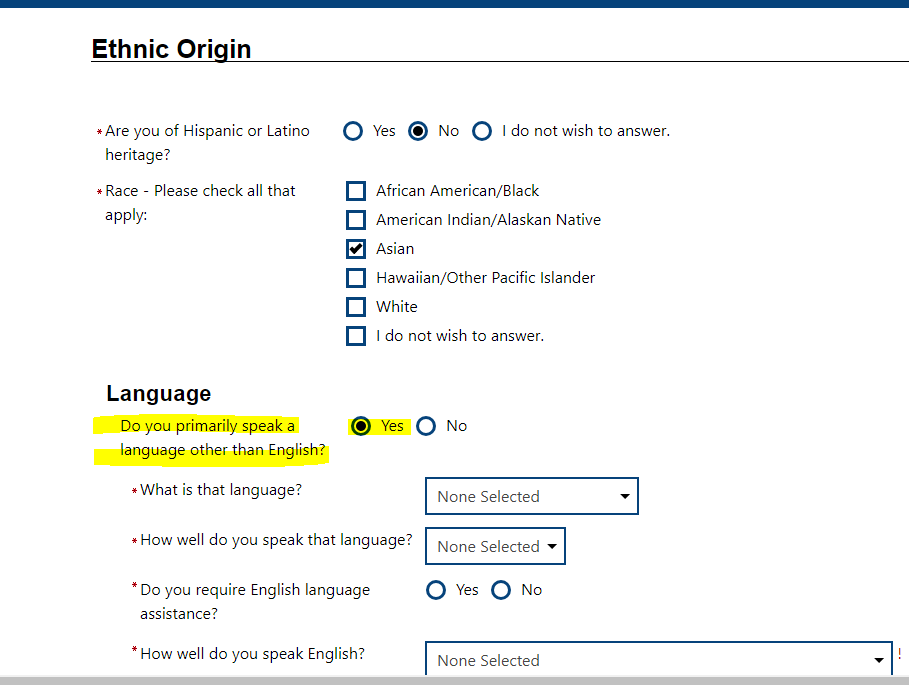 Ethnic Origin
* Are you of Hispanic or Latino heritage?
Yes No I do not wish to answer.
* Race - Please check all that apply:
African American/Black
American Indian/Alaskan Native
Asian
Hawaiian/Other Pacific Islander
White
I do not wish to answer.
Language
Do you primarily speak a
language other than English?
Yes No
* What is that language?
None Selected
* How well do you speak that language?
None Selected
* Do you require English language
assistance?
Yes No
* How well do you speak English?
None Selected
!